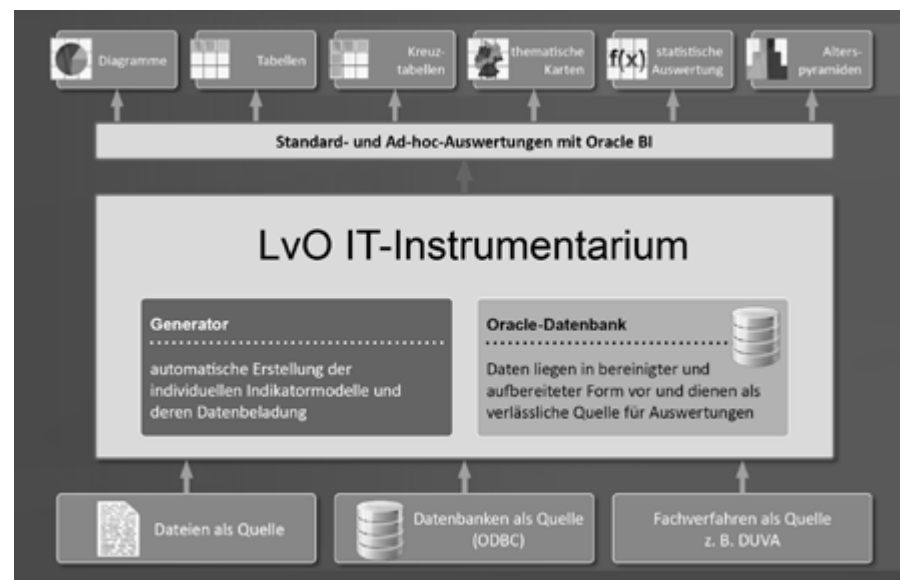 Diagramme
Tabellen
Kreuz-
tabellen
thematische
Karten
f(x)
statistische
Auswertung
Alters-
pyramiden
Standard- und Ad-hoc-Auswertungen mit Oracle BI
LvO IT-Instrumentarium
Generator
automatische Erstellung der
individuellen Indikatormodelle und
deren Datenbeladung
Oracle-Datenbank
Daten liegen in bereinigter und
aufbereiteter Form vor und dienen als
verlässliche Quelle für Auswertungen
Dateien als Quelle
Datenbanken als Quelle
(ODBC)
Fachverfahren als Quelle
z. B. DUVA